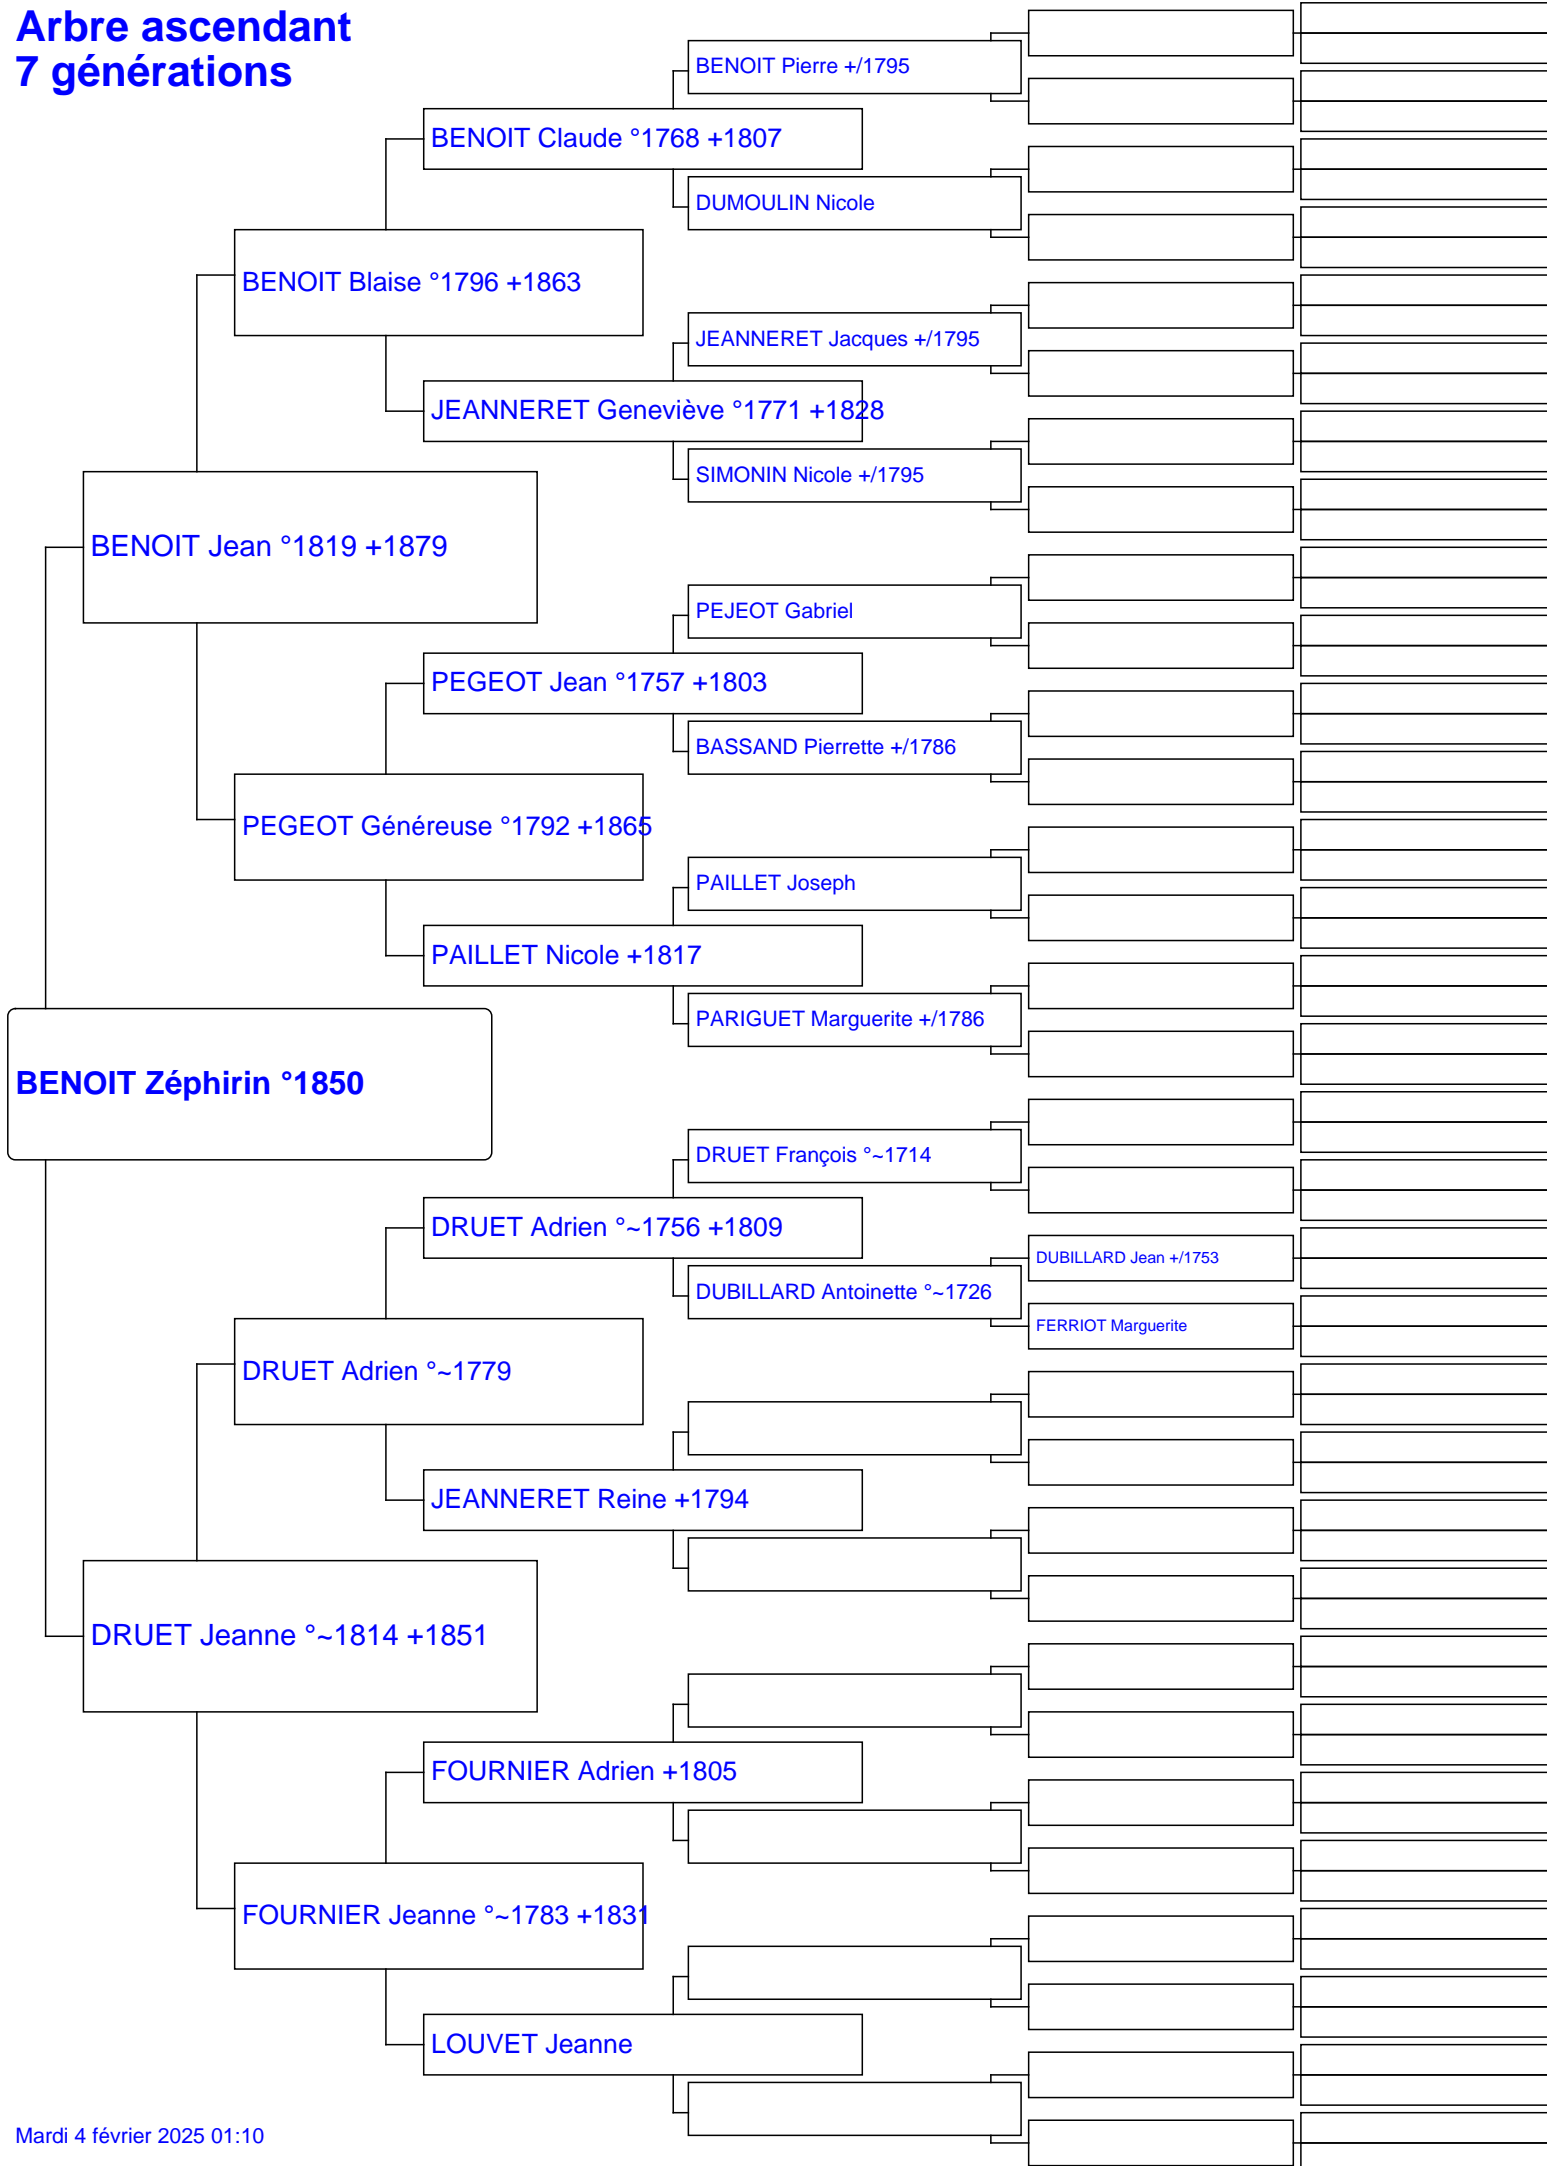 Arbre ascendant
7 générations
BENOIT Pierre +/1795
BENOIT Claude °1768 +1807
DUMOULIN Nicole
BENOIT Blaise °1796 +1863
JEANNERET Jacques +/1795
JEANNERET Geneviève °1771 +1828
SIMONIN Nicole +/1795
BENOIT Jean °1819 +1879
PEJEOT Gabriel
PEGEOT Jean °1757 +1803
BASSAND Pierrette +/1786
PEGEOT Généreuse °1792 +1865
PAILLET Joseph
PAILLET Nicole +1817
PARIGUET Marguerite +/1786
BENOIT Zéphirin °1850
DRUET François °~1714
DRUET Adrien °~1756 +1809
DUBILLARD Jean +/1753
DUBILLARD Antoinette °~1726
FERRIOT Marguerite
DRUET Adrien °~1779
JEANNERET Reine +1794
DRUET Jeanne °~1814 +1851
FOURNIER Adrien +1805
FOURNIER Jeanne °~1783 +1831
LOUVET Jeanne
Mardi 4 février 2025 01:10